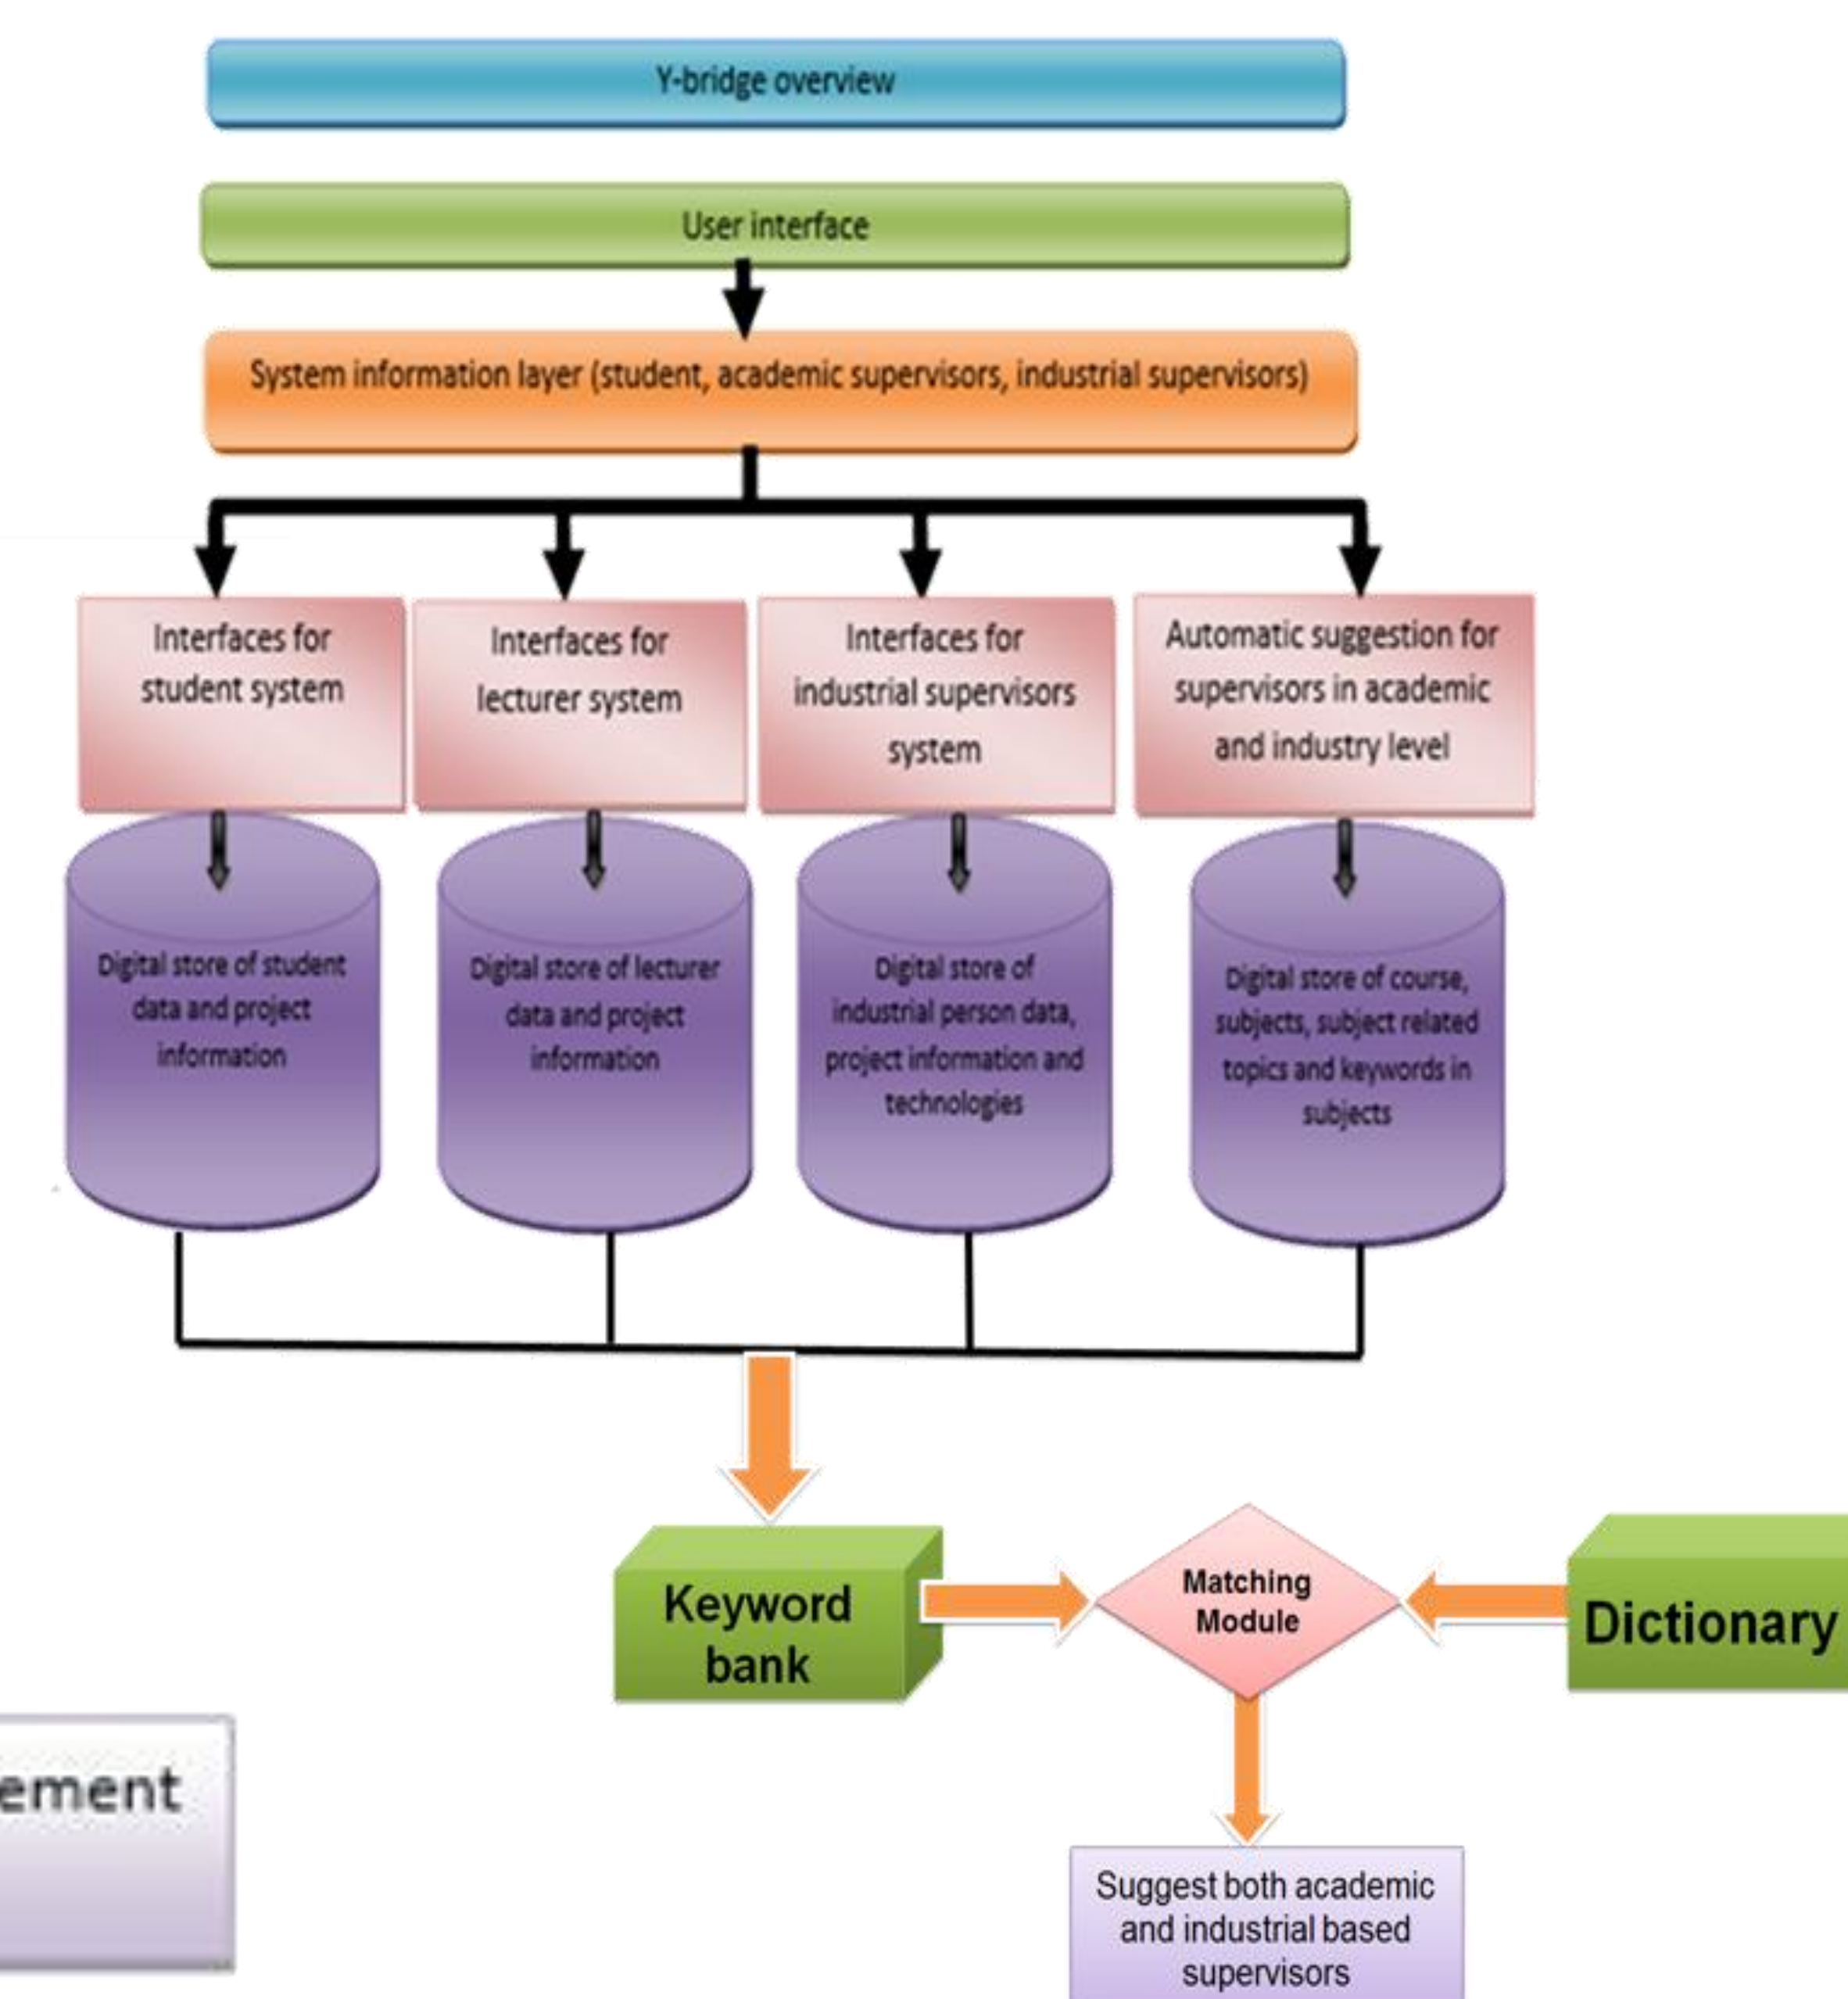 Y-bridge overview
User interface
System information layer (student, academic supervisors, industrial supervisors)
Interfaces for
student system
Interfaces for
lecturer system
Interfaces for
industrial supervisors
system
Automatic suggestion for
supervisors in academic
and industry level
Digital store of student
data and project
information
Digital store of lecturer
data and project
information
Digital store of
industrial person data,
project information and
technologies
Digital store of course,
subjects, subject related
topics and keywords in
subjects
Keyword
bank
Matching
Module
Dictionary
ement
Suggest both academic
and industrial based
supervisors